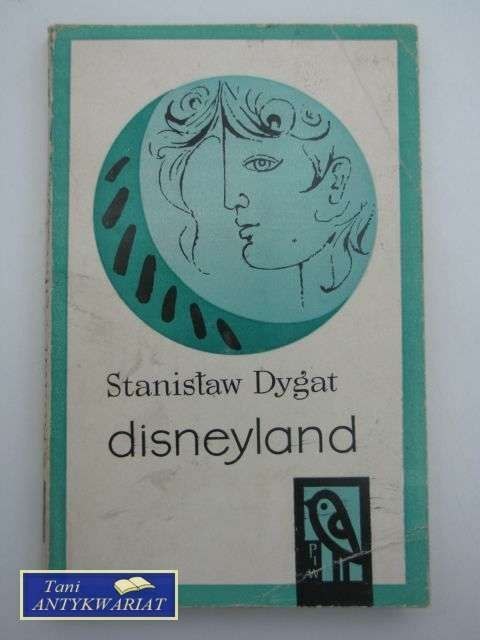 Stanisław Dygat
disneyland
PIW
Tani
ANTYKWARIAT